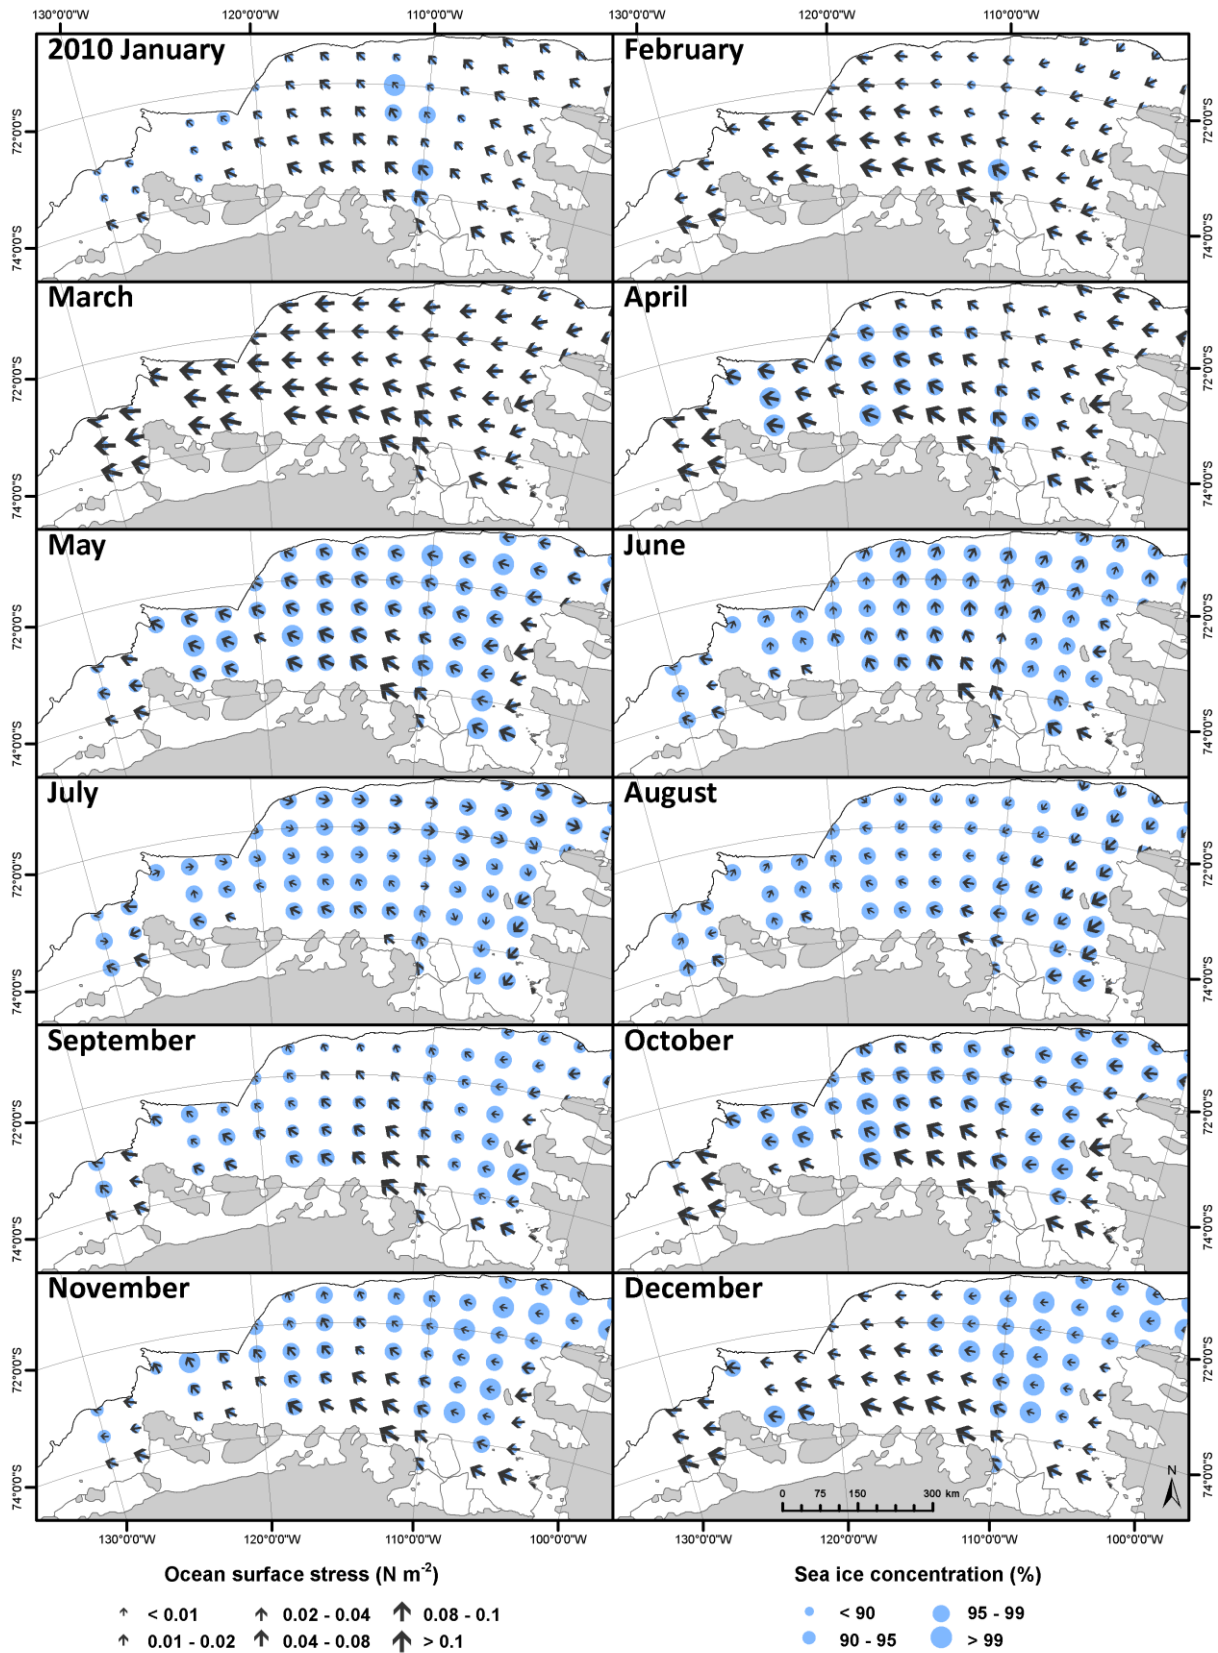 130°0'0"W 120°0'0"W 110°0'0"W 130°0'0"W 120°0'0"W 110°0'0"W
2010 January February
72°0'0"S 72°0'0"S
74°0'0"S 74°0'0"S
March April
72°0'0"S 72°0'0"S
74°0'0"S 74°0'0"S
May June
72°0'0"S 72°0'0"S
74°0'0"S 74°0'0"S
July August
72°0'0"S 72°0'0"S
74°0'0"S 74°0'0"S
September October
72°0'0"S 72°0'0"S
74°0'0"S 74°0'0"S
November December
72°0'0"S 72°0'0"S
74°0'0"S 74°0'0"S
N
0 75 150 300 km
130°0'0"W 120°0'0"W 110°0'0"W 100°0'0"W 130°0'0"W 120°0'0"W 110°0'0"W 100°0'0"W
Ocean surface stress (N m⁻²) Sea ice concentration (%)
< 0.01 0.02 - 0.04 0.08 - 0.1 < 90 95 - 99
0.01 - 0.02 0.04 - 0.08 > 0.1 90 - 95 > 99